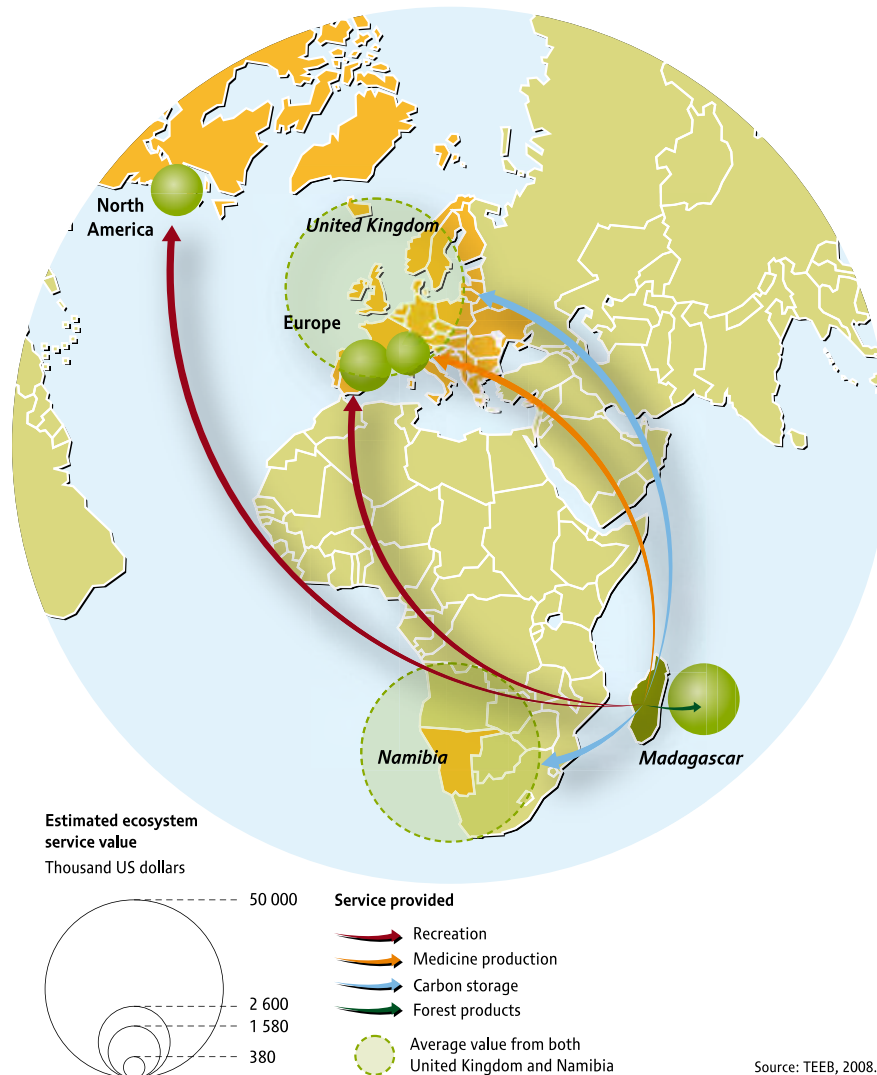 North
America
United Kingdom
Europe
Namibia
Madagascar
Estimated ecosystem
service value
Thousand US dollars
50 000
2 600
1 580
380
Service provided
Recreation
Medicine production
Carbon storage
Forest products
Average value from both
United Kingdom and Namibia
Source: TEEB, 2008.